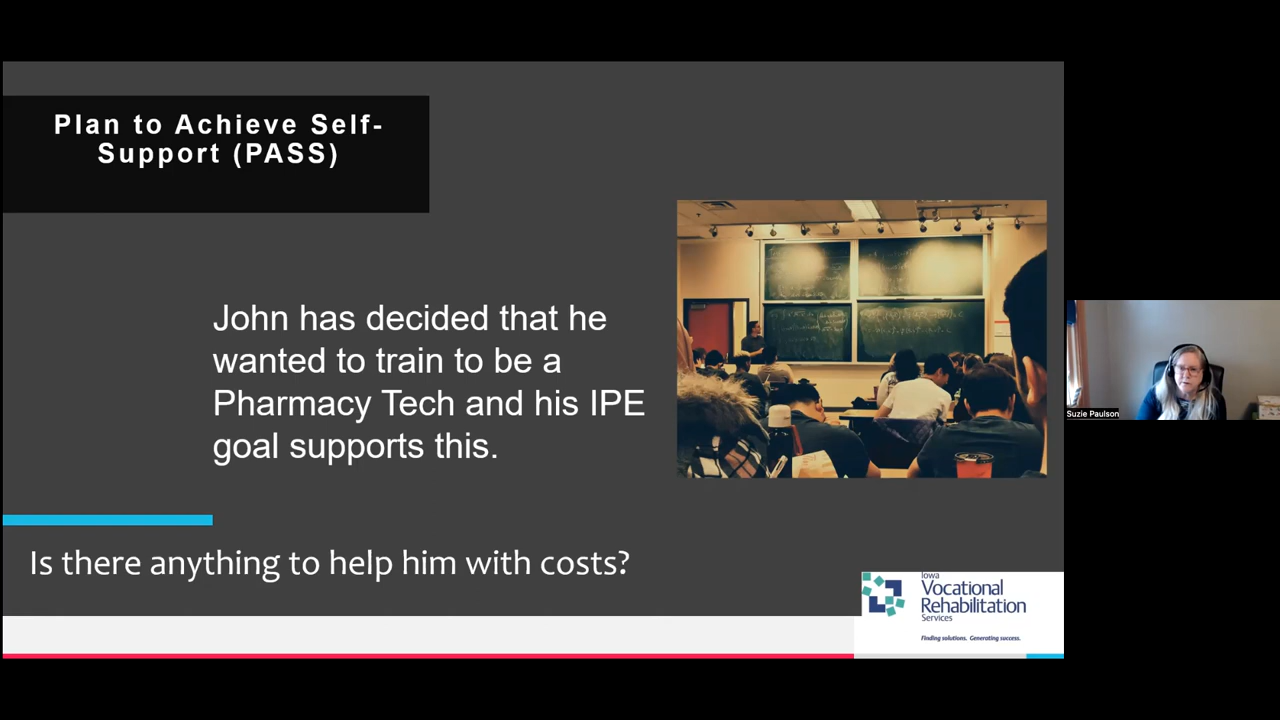 Plan to Achieve Self-
Support (PASS)
John has decided that he
wanted to train to be a
Pharmacy Tech and his IPE
goal supports this.
Is there anything to help him with costs?
Iowa
Vocational
Rehabilitation
Services
Finding solutions. Generating success.
Suzie Paulson